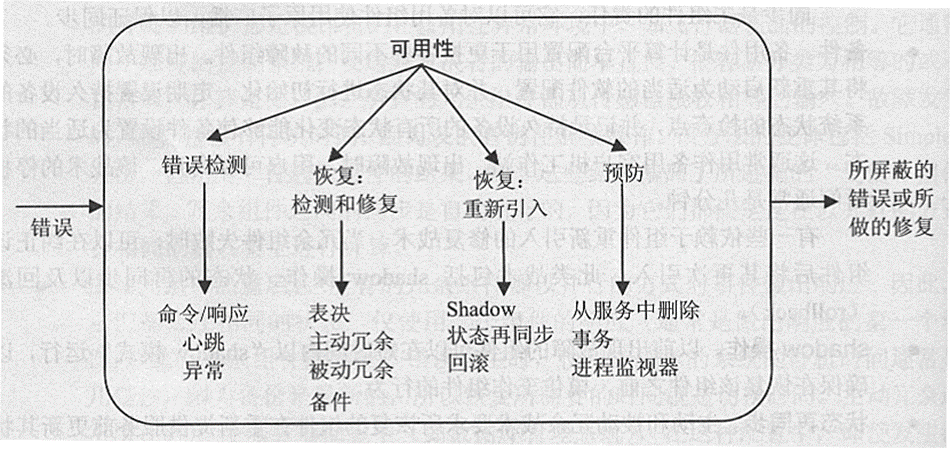 可用性
错误检测
恢复：
检测和修复
恢复：
重新引入
预防
错误
所屏蔽的
错误或所
做的修复
命令/响应
心跳
异常
表决
主动冗余
被动冗余
备件
Shadow
状态再同步
回滚
从服务中删除
事务
进程监视器